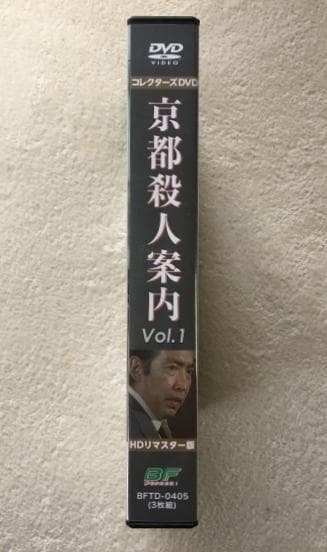 DVD
VIDEO
コレクターズDVD
京都殺人案内
Vol.1
HDリマスター版
BF
BFTD-0405
(3枚組)